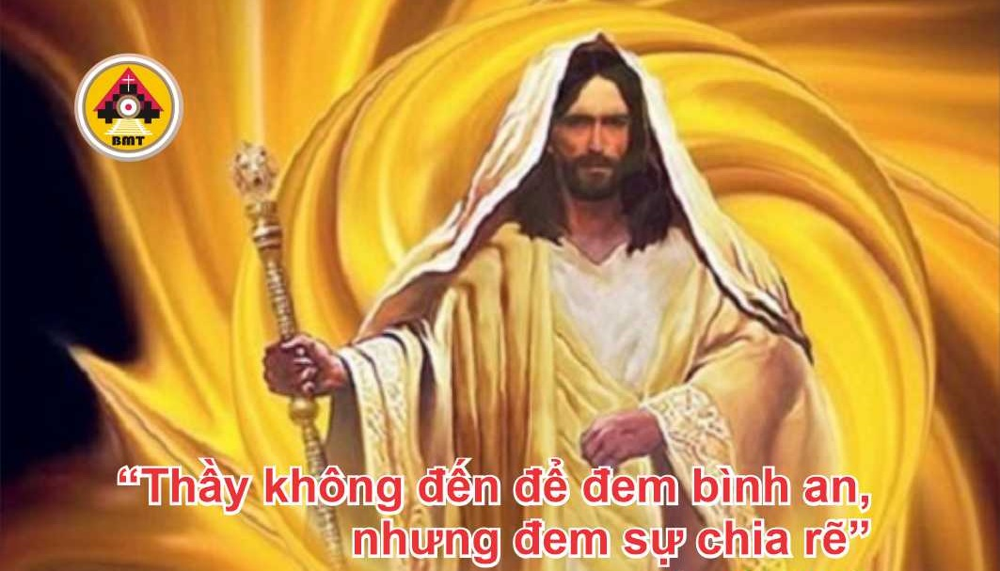 BMT
“Thầy không đến để đem bình an,
nhưng đem sự chia rẽ”